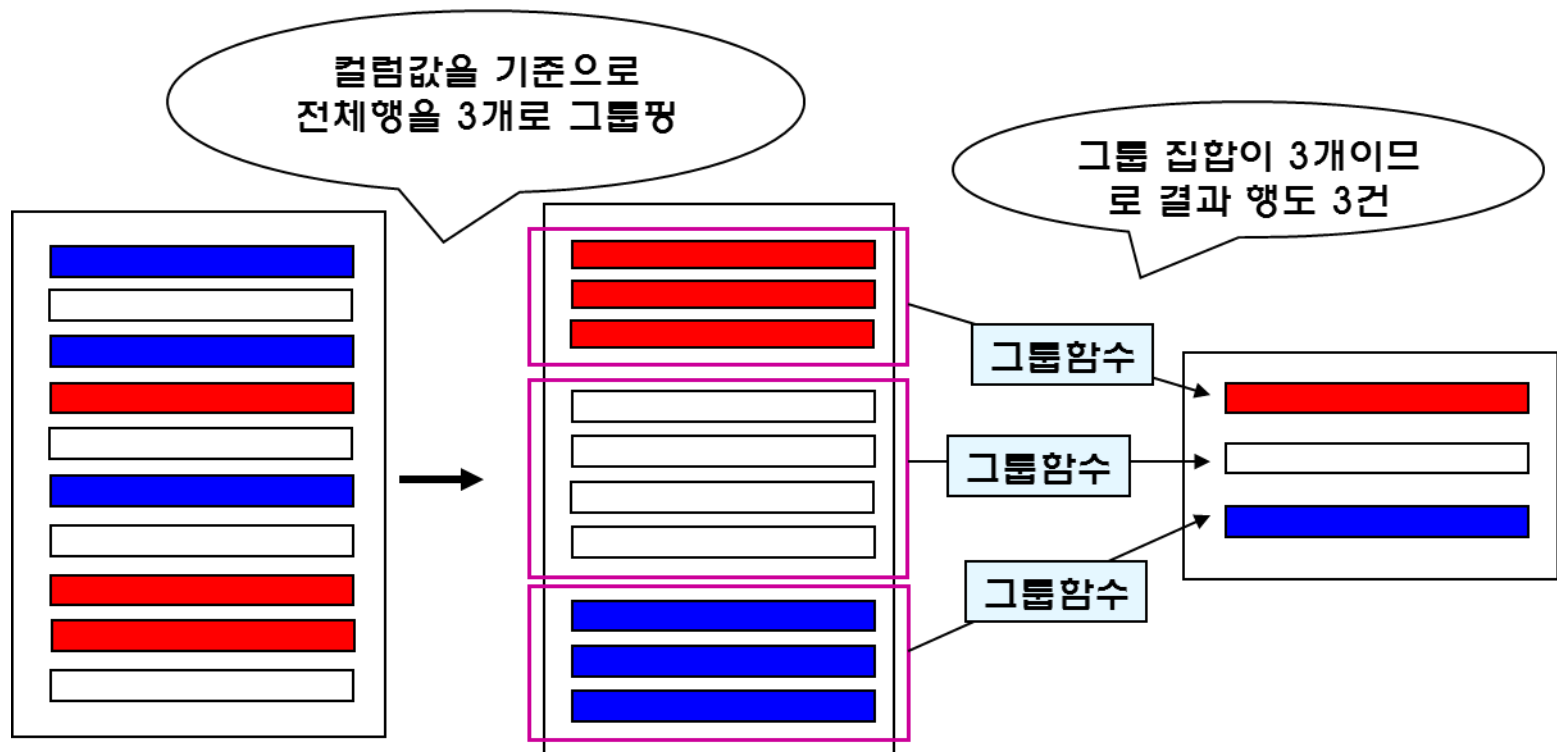 컬럼값을 기준으로
전체행을 3개로 그룹핑
그룹 집합이 3개이므
로 결과 행도 3건
그룹함수
그룹함수
그룹함수